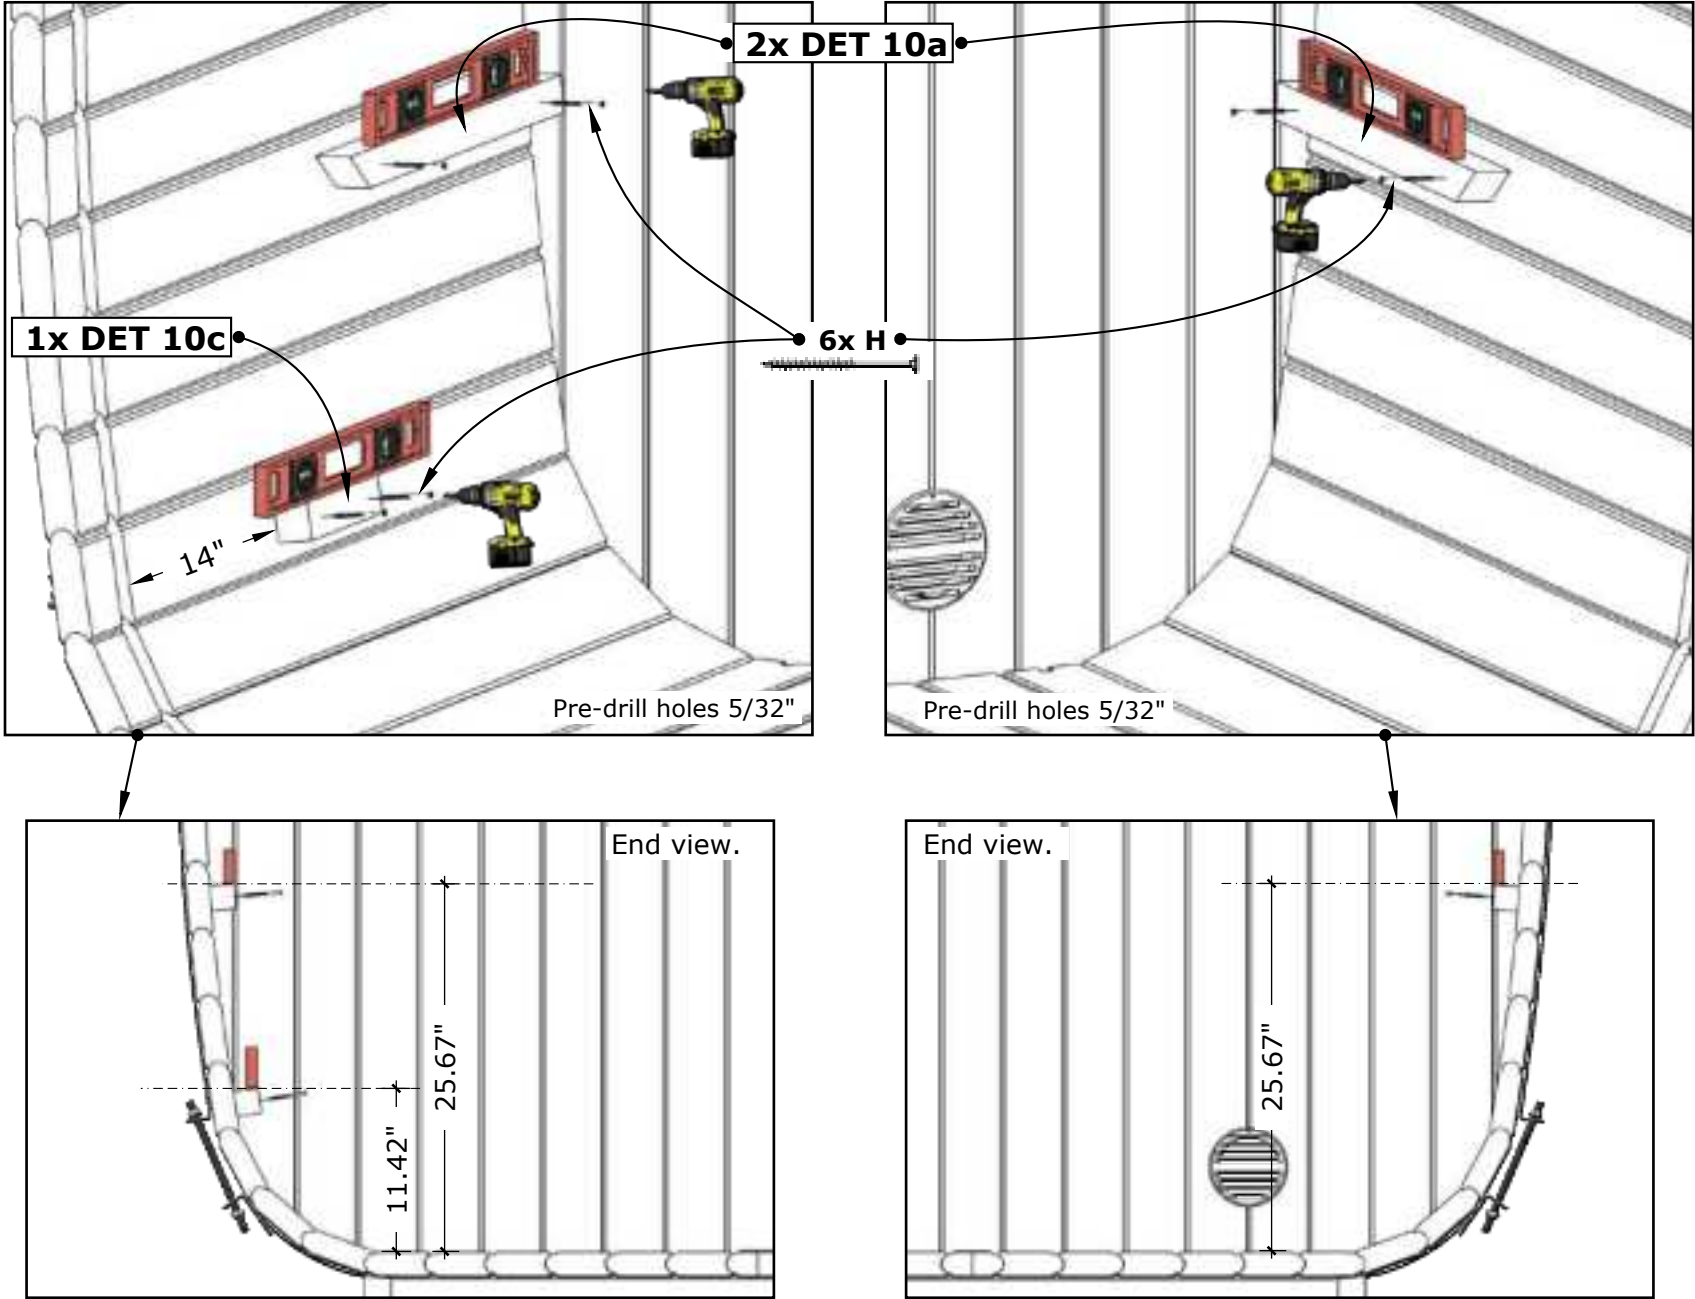 2x DET 10a
1x DET 10c
6x H
14"
Pre-drill holes 5/32"
Pre-drill holes 5/32"
End view.
25.67"
11.42"
End view.
25.67"